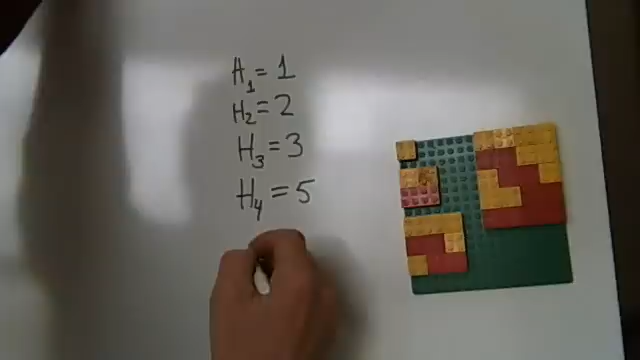 H₁ = 1
H₂ = 2
H₃ = 3
H₄ = 5